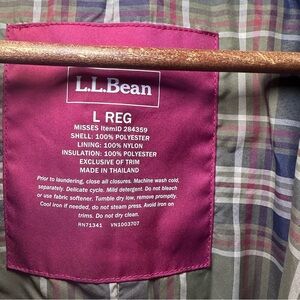 L.L.Bean
L REG
MISSES ItemID 284359
SHELL: 100% POLYESTER
LINING: 100% NYLON
INSULATION: 100% POLYESTER
EXCLUSIVE OF TRIM
MADE IN THAILAND
Prior to laundering, close all closures. Machine wash cold,
separately. Delicate cycle. Mild detergent. Do not bleach
or use fabric softener. Tumble dry low, remove promptly.
Cool iron if needed, do not steam press. Avoid iron on
trims. Do not dry clean.
RN71341 VN1003707